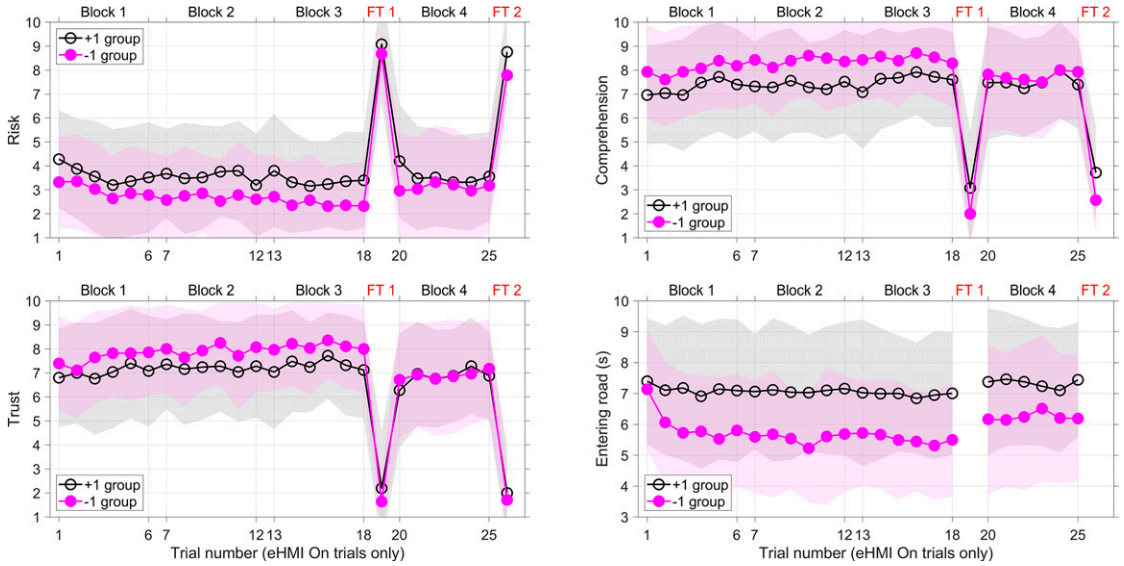 Block 1 Block 2 Block 3 FT 1 Block 4 FT 2
10
9
8
7
6
5
4
3
2
1
Risk
+1 group
-1 group
1 6 7 12 13 18 20 25
Block 1 Block 2 Block 3 FT 1 Block 4 FT 2
10
9
8
7
6
5
4
3
2
1
Comprehension
+1 group
-1 group
1 6 7 12 13 18 20 25
Block 1 Block 2 Block 3 FT 1 Block 4 FT 2
10
9
8
7
6
5
4
3
2
1
Trust
+1 group
-1 group
1 6 7 12 13 18 20 25
Trial number (eHMI On trials only)
Block 1 Block 2 Block 3 FT 1 Block 4 FT 2
10
9
8
7
6
5
4
3
Entering road (s)
+1 group
-1 group
1 6 7 12 13 18 20 25
Trial number (eHMI On trials only)